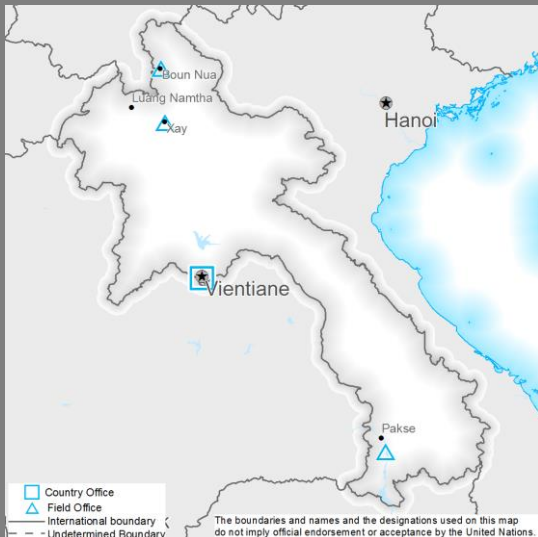 Boun Nua
Luang Namtha
Xay
Hanoi
Vientiane
Pakse
Country Office
Field Office
International boundary
Undetermined Boundary
The boundaries and names and the designations used on this map
do not imply official endorsement or acceptance by the United Nations.